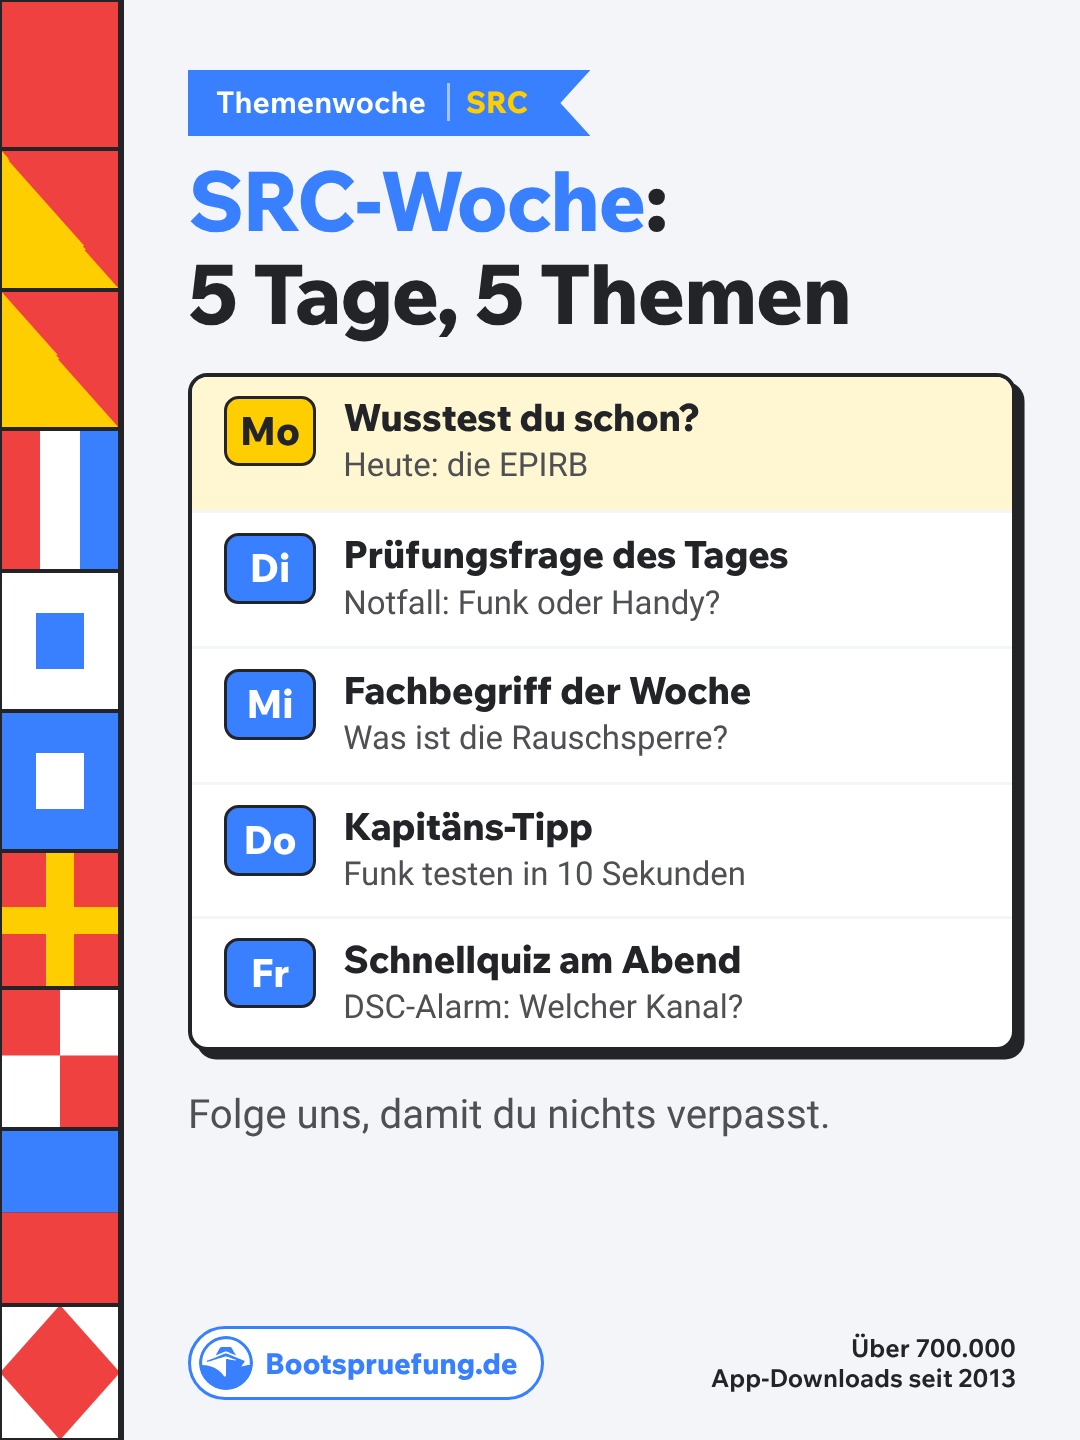 Themenwoche | SRC
SRC-Woche:
5 Tage, 5 Themen
Mo
Wusstest du schon?
Heute: die EPIRB
Di
Prüfungsfrage des Tages
Notfall: Funk oder Handy?
Mi
Fachbegriff der Woche
Was ist die Rauschsperre?
Do
Kapitäns-Tipp
Funk testen in 10 Sekunden
Fr
Schnellquiz am Abend
DSC-Alarm: Welcher Kanal?
Folge uns, damit du nichts verpasst.
Bootspruefung.de
Über 700.000
App-Downloads seit 2013